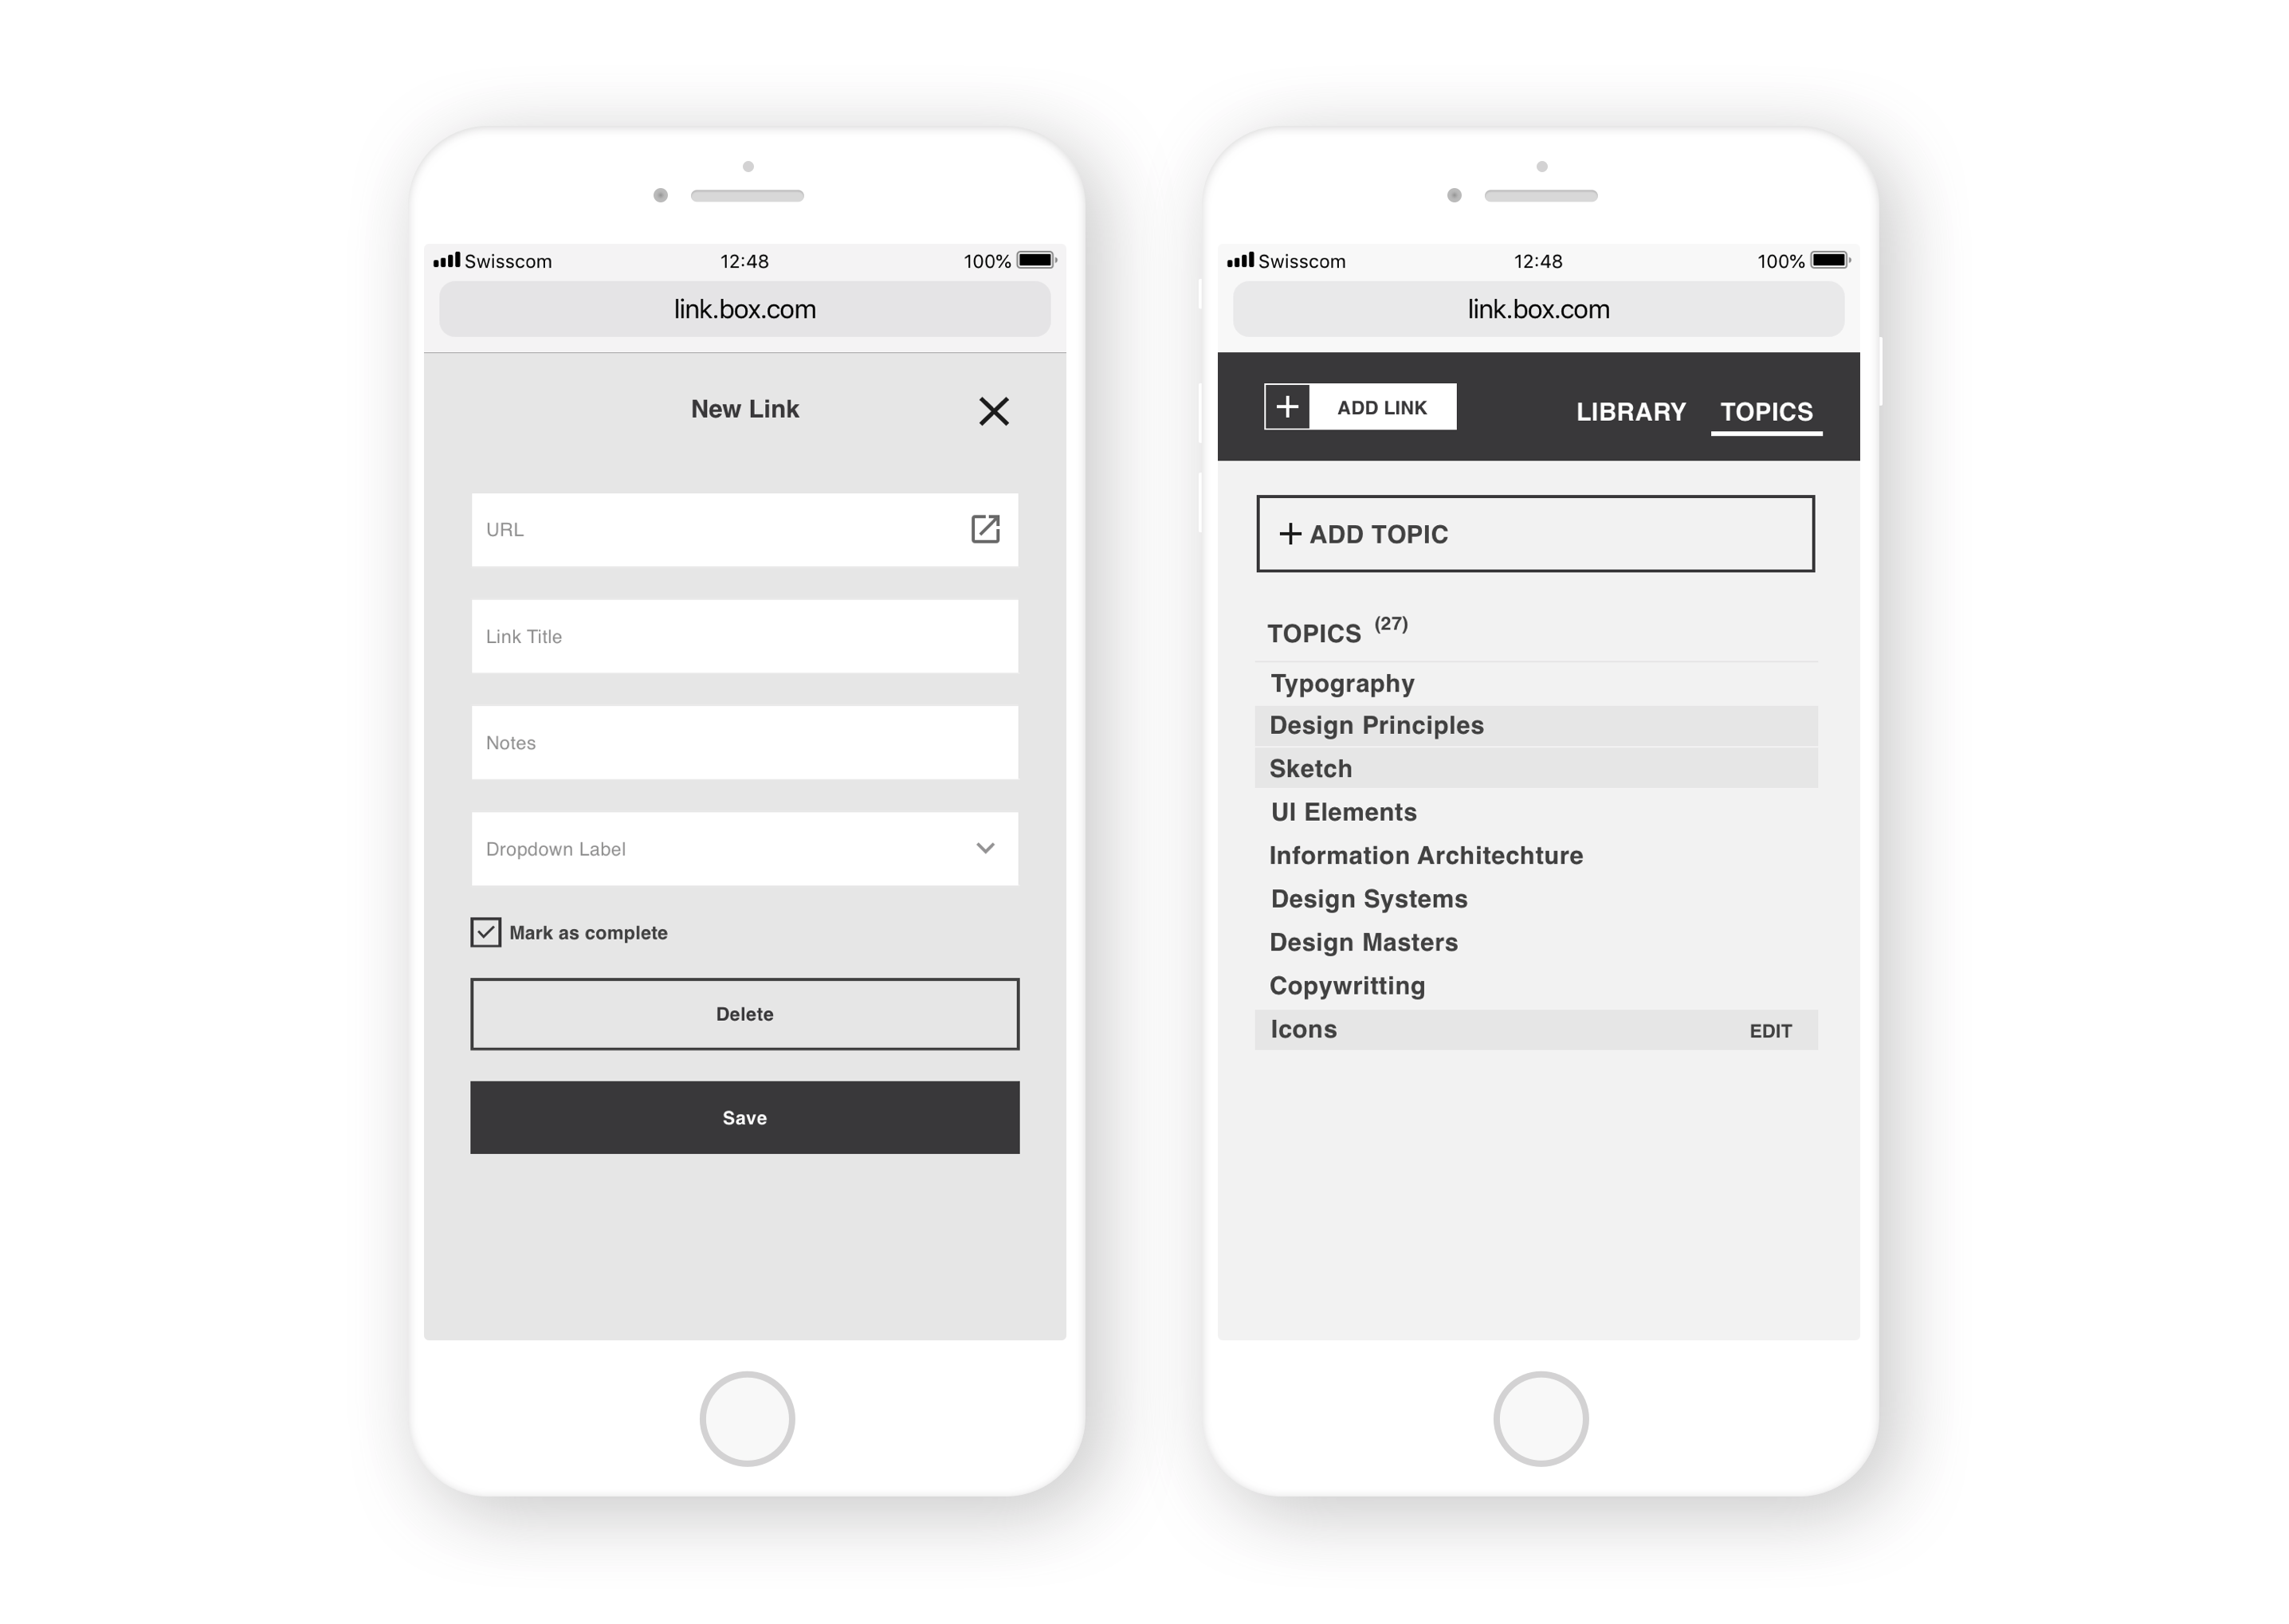 Swisscom 12:48 100%
link.box.com
New Link
URL
Link Title
Notes
Dropdown Label
Mark as complete
Delete
Save
Swisscom 12:48 100%
link.box.com
ADD LINK LIBRARY TOPICS
+ ADD TOPIC
TOPICS (27)
Typography
Design Principles
Sketch
UI Elements
Information Architechture
Design Systems
Design Masters
Copywritting
Icons EDIT